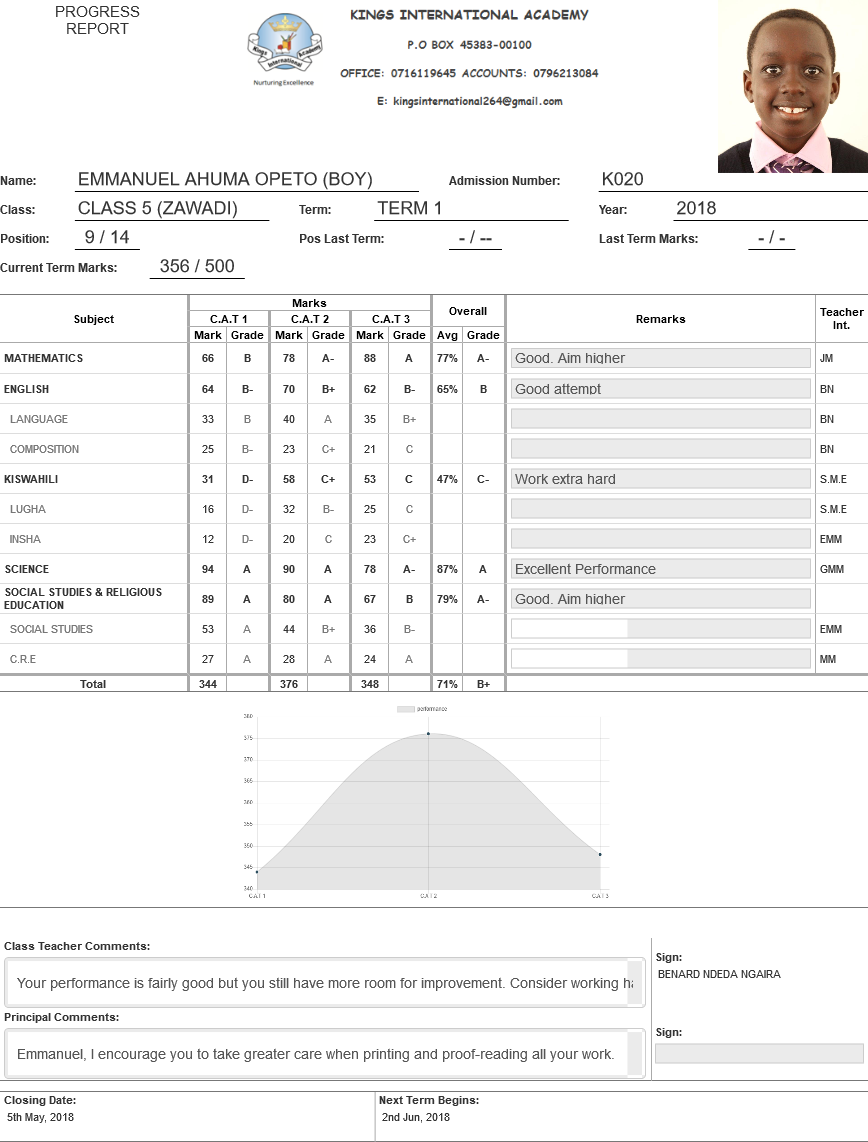 PROGRESS
REPORT
KINGS INTERNATIONAL ACADEMY
P.O BOX 45383-00100
OFFICE: 0716119645 ACCOUNTS: 0796213084
E: kingsinternational264@gmail.com
Kings International Academy
Nurturing Excellence
Name: EMMANUEL AHUMA OPETO (BOY) Admission Number: K020
Class: CLASS 5 (ZAWADI) Term: TERM 1 Year: 2018
Position: 9 / 14 Pos Last Term: - / -- Last Term Marks: - / -
Current Term Marks: 356 / 500
Subject Marks Overall Remarks Teacher Int.
C.A.T 1 C.A.T 2 C.A.T 3
Mark Grade Mark Grade Mark Grade Avg Grade
MATHEMATICS 66 B 78 A- 88 A 77% A- Good. Aim higher JM
ENGLISH 64 B- 70 B+ 62 B- 65% B Good attempt BN
LANGUAGE 33 B 40 A 35 B+ BN
COMPOSITION 25 B- 23 C+ 21 C BN
KISWAHILI 31 D- 58 C+ 53 C 47% C- Work extra hard S.M.E
LUGHA 16 D- 32 B- 25 C S.M.E
INSHA 12 D- 20 C 23 C+ EMM
SCIENCE 94 A 90 A 78 A- 87% A Excellent Performance GMM
SOCIAL STUDIES & RELIGIOUS
EDUCATION 89 A 80 A 67 B 79% A- Good. Aim higher
SOCIAL STUDIES 53 A 44 B+ 36 B- EMM
C.R.E 27 A 28 A 24 A MM
Total 344 376 348 71% B+
performance
380
375
370
365
360
355
350
345
340
C.A.T 1 C.A.T 2 C.A.T 3
Class Teacher Comments:
Your performance is fairly good but you still have more room for improvement. Consider working
Sign:
BENARD NDEDA NGAIRA
Principal Comments:
Emmanuel, I encourage you to take greater care when printing and proof-reading all your work.
Sign:
Closing Date: Next Term Begins:
5th May, 2018 2nd Jun, 2018